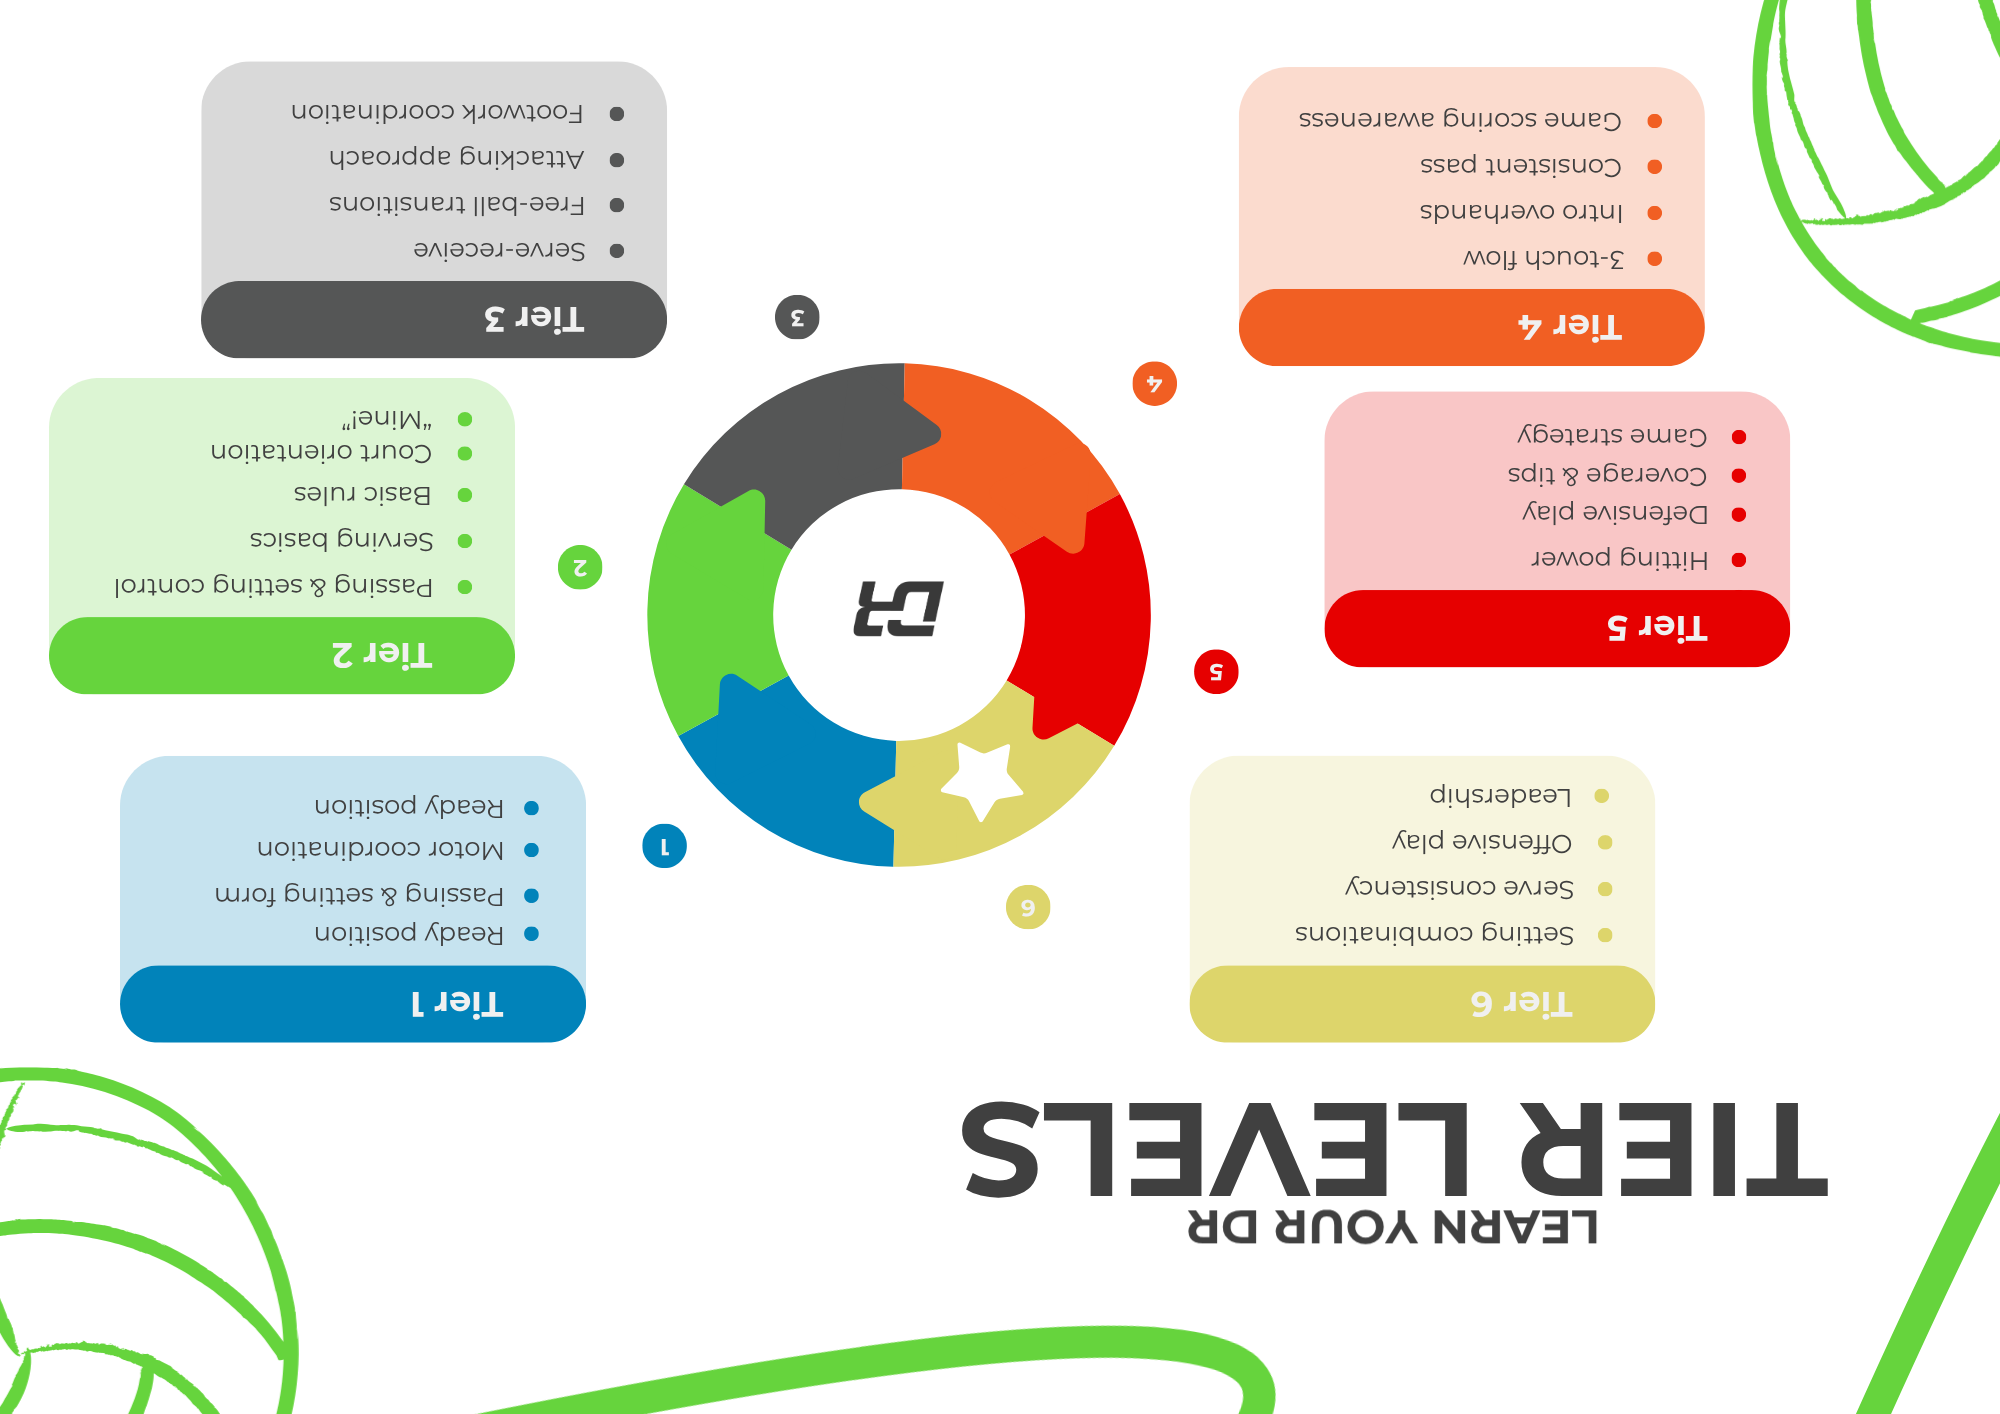 LEARN YOUR DR
TIER LEVELS
Tier 6
Setting combinations
Serve consistency
Offensive play
Leadership
Tier 1
Ready position
Passing & setting form
Motor coordination
Ready position
Tier 5
Hitting power
Defensive play
Coverage & tips
Game strategy
Tier 2
Passing & setting control
Serving basics
Basic rules
Court orientation
“Mine!”
Tier 4
3-touch flow
Intro overhands
Consistent pass
Game scoring awareness
Tier 3
Serve-receive
Free-ball transitions
Attacking approach
Footwork coordination
6
1
5
2
4
3
DR